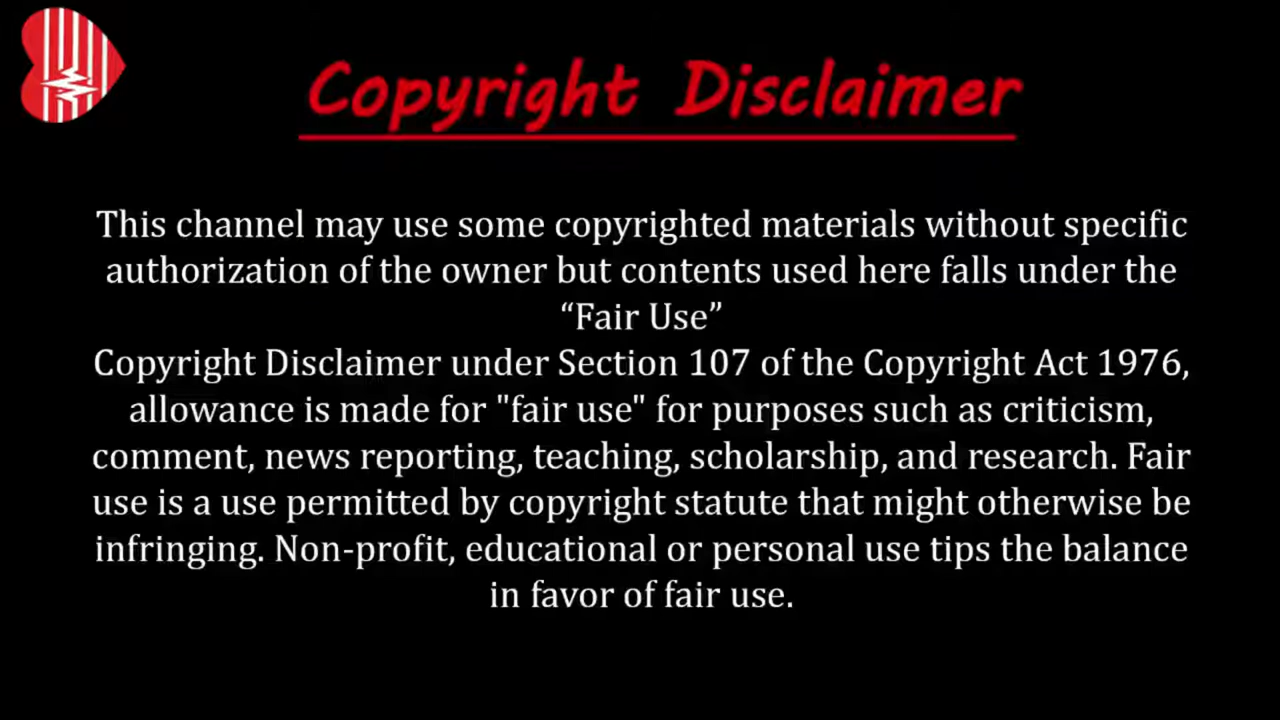 Copyright Disclaimer
This channel may use some copyrighted materials without specific
authorization of the owner but contents used here falls under the
“Fair Use”
Copyright Disclaimer under Section 107 of the Copyright Act 1976,
allowance is made for "fair use" for purposes such as criticism,
comment, news reporting, teaching, scholarship, and research. Fair
use is a use permitted by copyright statute that might otherwise be
infringing. Non-profit, educational or personal use tips the balance
in favor of fair use.